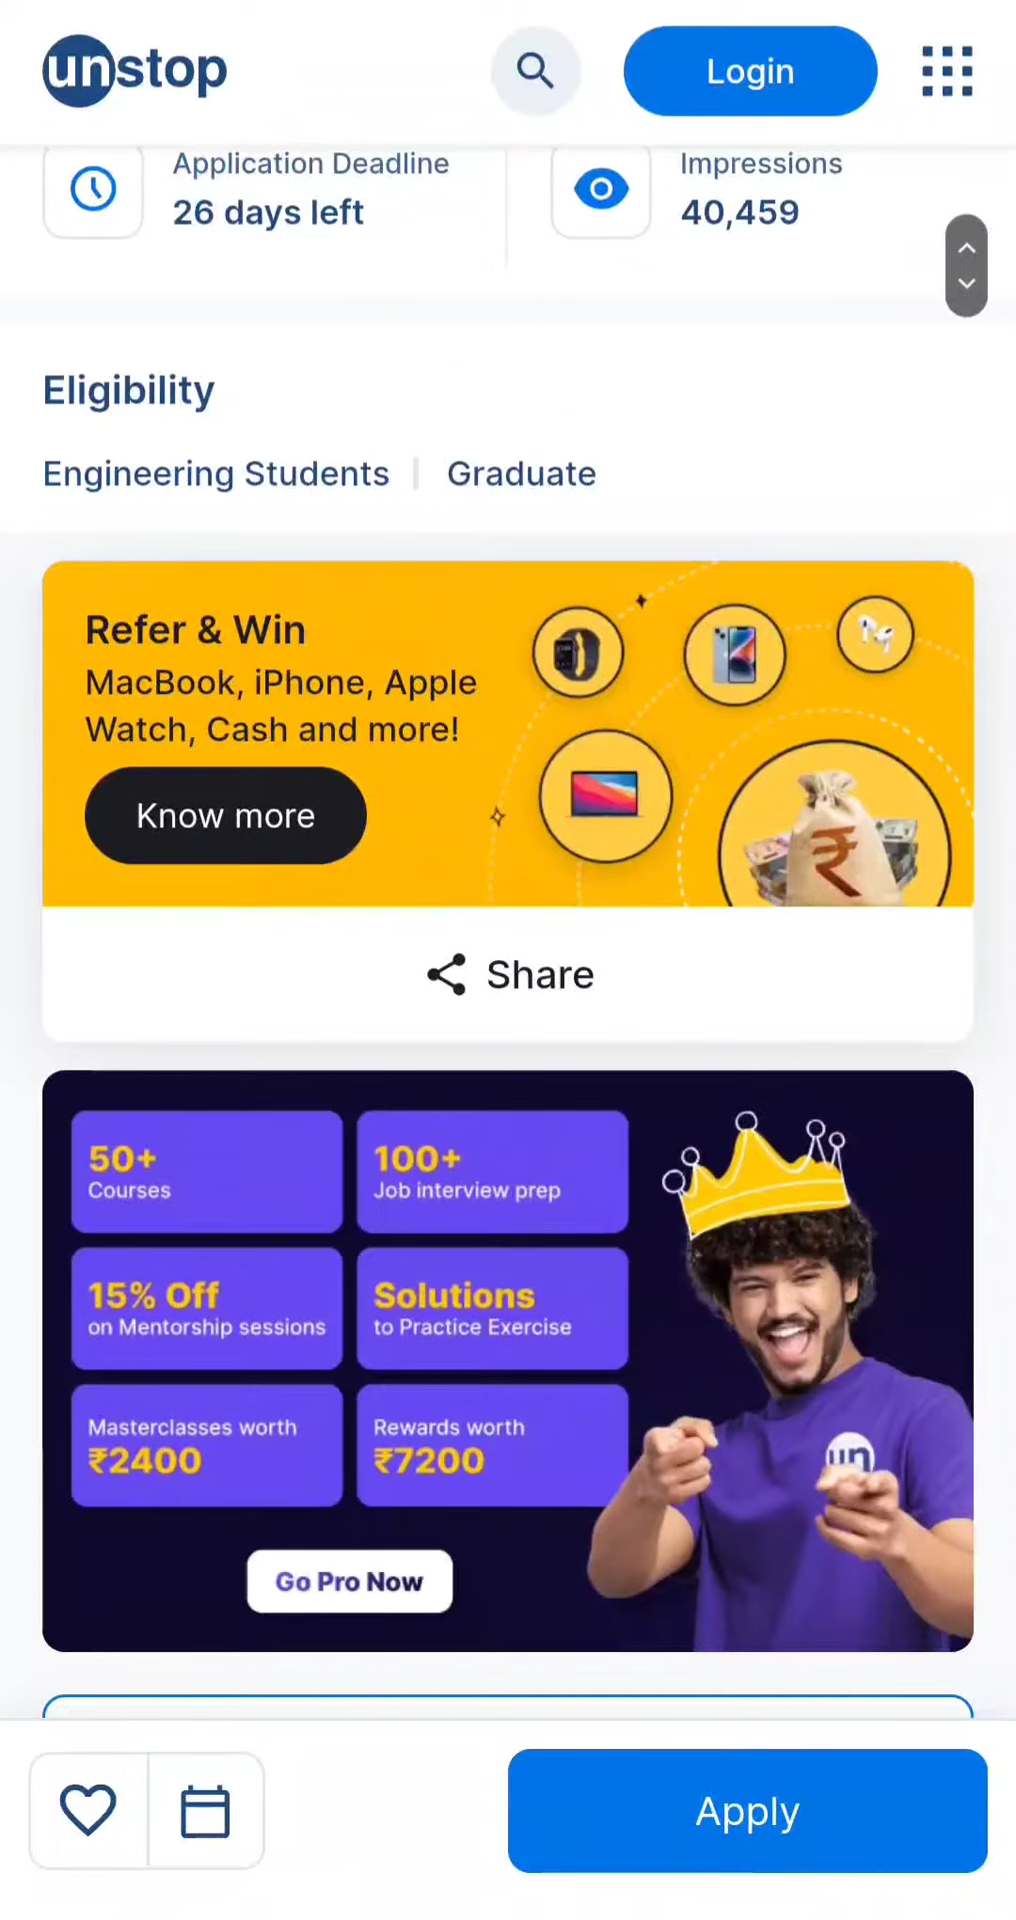 unstop
Login
Application Deadline
26 days left
Impressions
40,459
Eligibility
Engineering Students
Graduate
Refer & Win
MacBook, iPhone, Apple
Watch, Cash and more!
Know more
Share
50+
Courses
100+
Job interview prep
15% Off
on Mentorship sessions
Solutions
to Practice Exercise
Masterclasses worth
₹2400
Rewards worth
₹7200
un
Go Pro Now
Apply